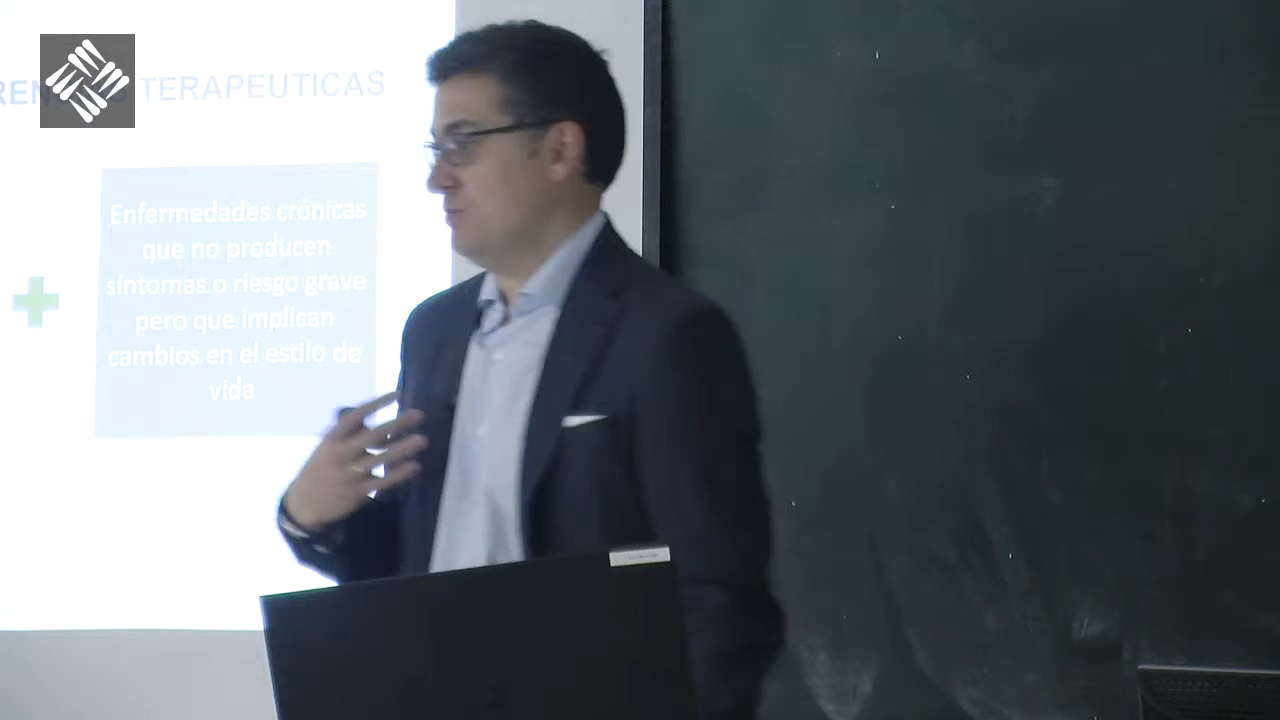 TERAPEUTICAS
Enfermedades crónicas
que no producen
síntomas o riesgo grave
pero que implican
cambios en el estilo de
vida